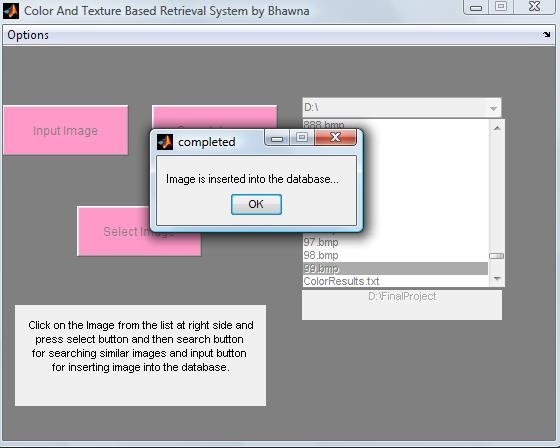 Color And Texture Based Retrieval System by Bhawna
Options
Input Image
D:\
888.bmp
completed
Image is inserted into the database...
OK
Select Image
97.bmp
98.bmp
99.bmp
ColorResults.txt
D:\FinalProject
Click on the Image from the list at right side and
press select button and then search button
for searching similar images and input button
for inserting image into the database.